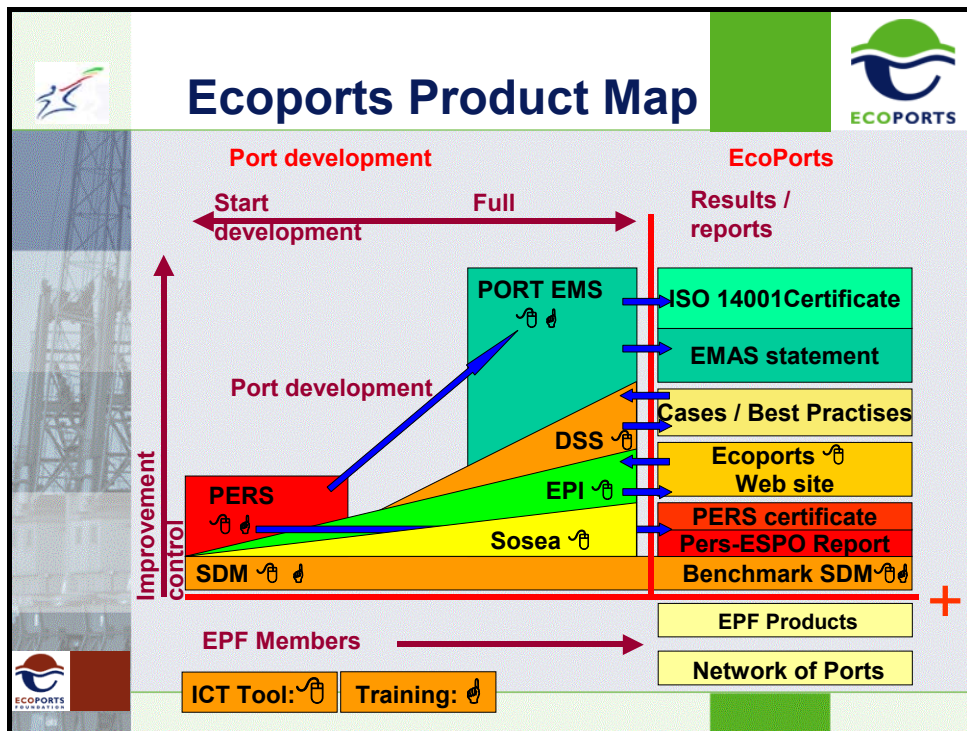 Ecoports Product Map
ECOPORTS
Port development
EcoPorts
Start
development
Full
Results /
reports
PORT EMS
ISO 14001Certificate
EMAS statement
Port development
Cases / Best Practises
DSS
Ecoports
Web site
EPI
PERS
PERS certificate
Sosea
Pers-ESPO Report
SDM
Benchmark SDM
Improvement
control
+
EPF Products
EPF Members
Network of Ports
ICT Tool:
Training:
ECOPORTS
FOUNDATION